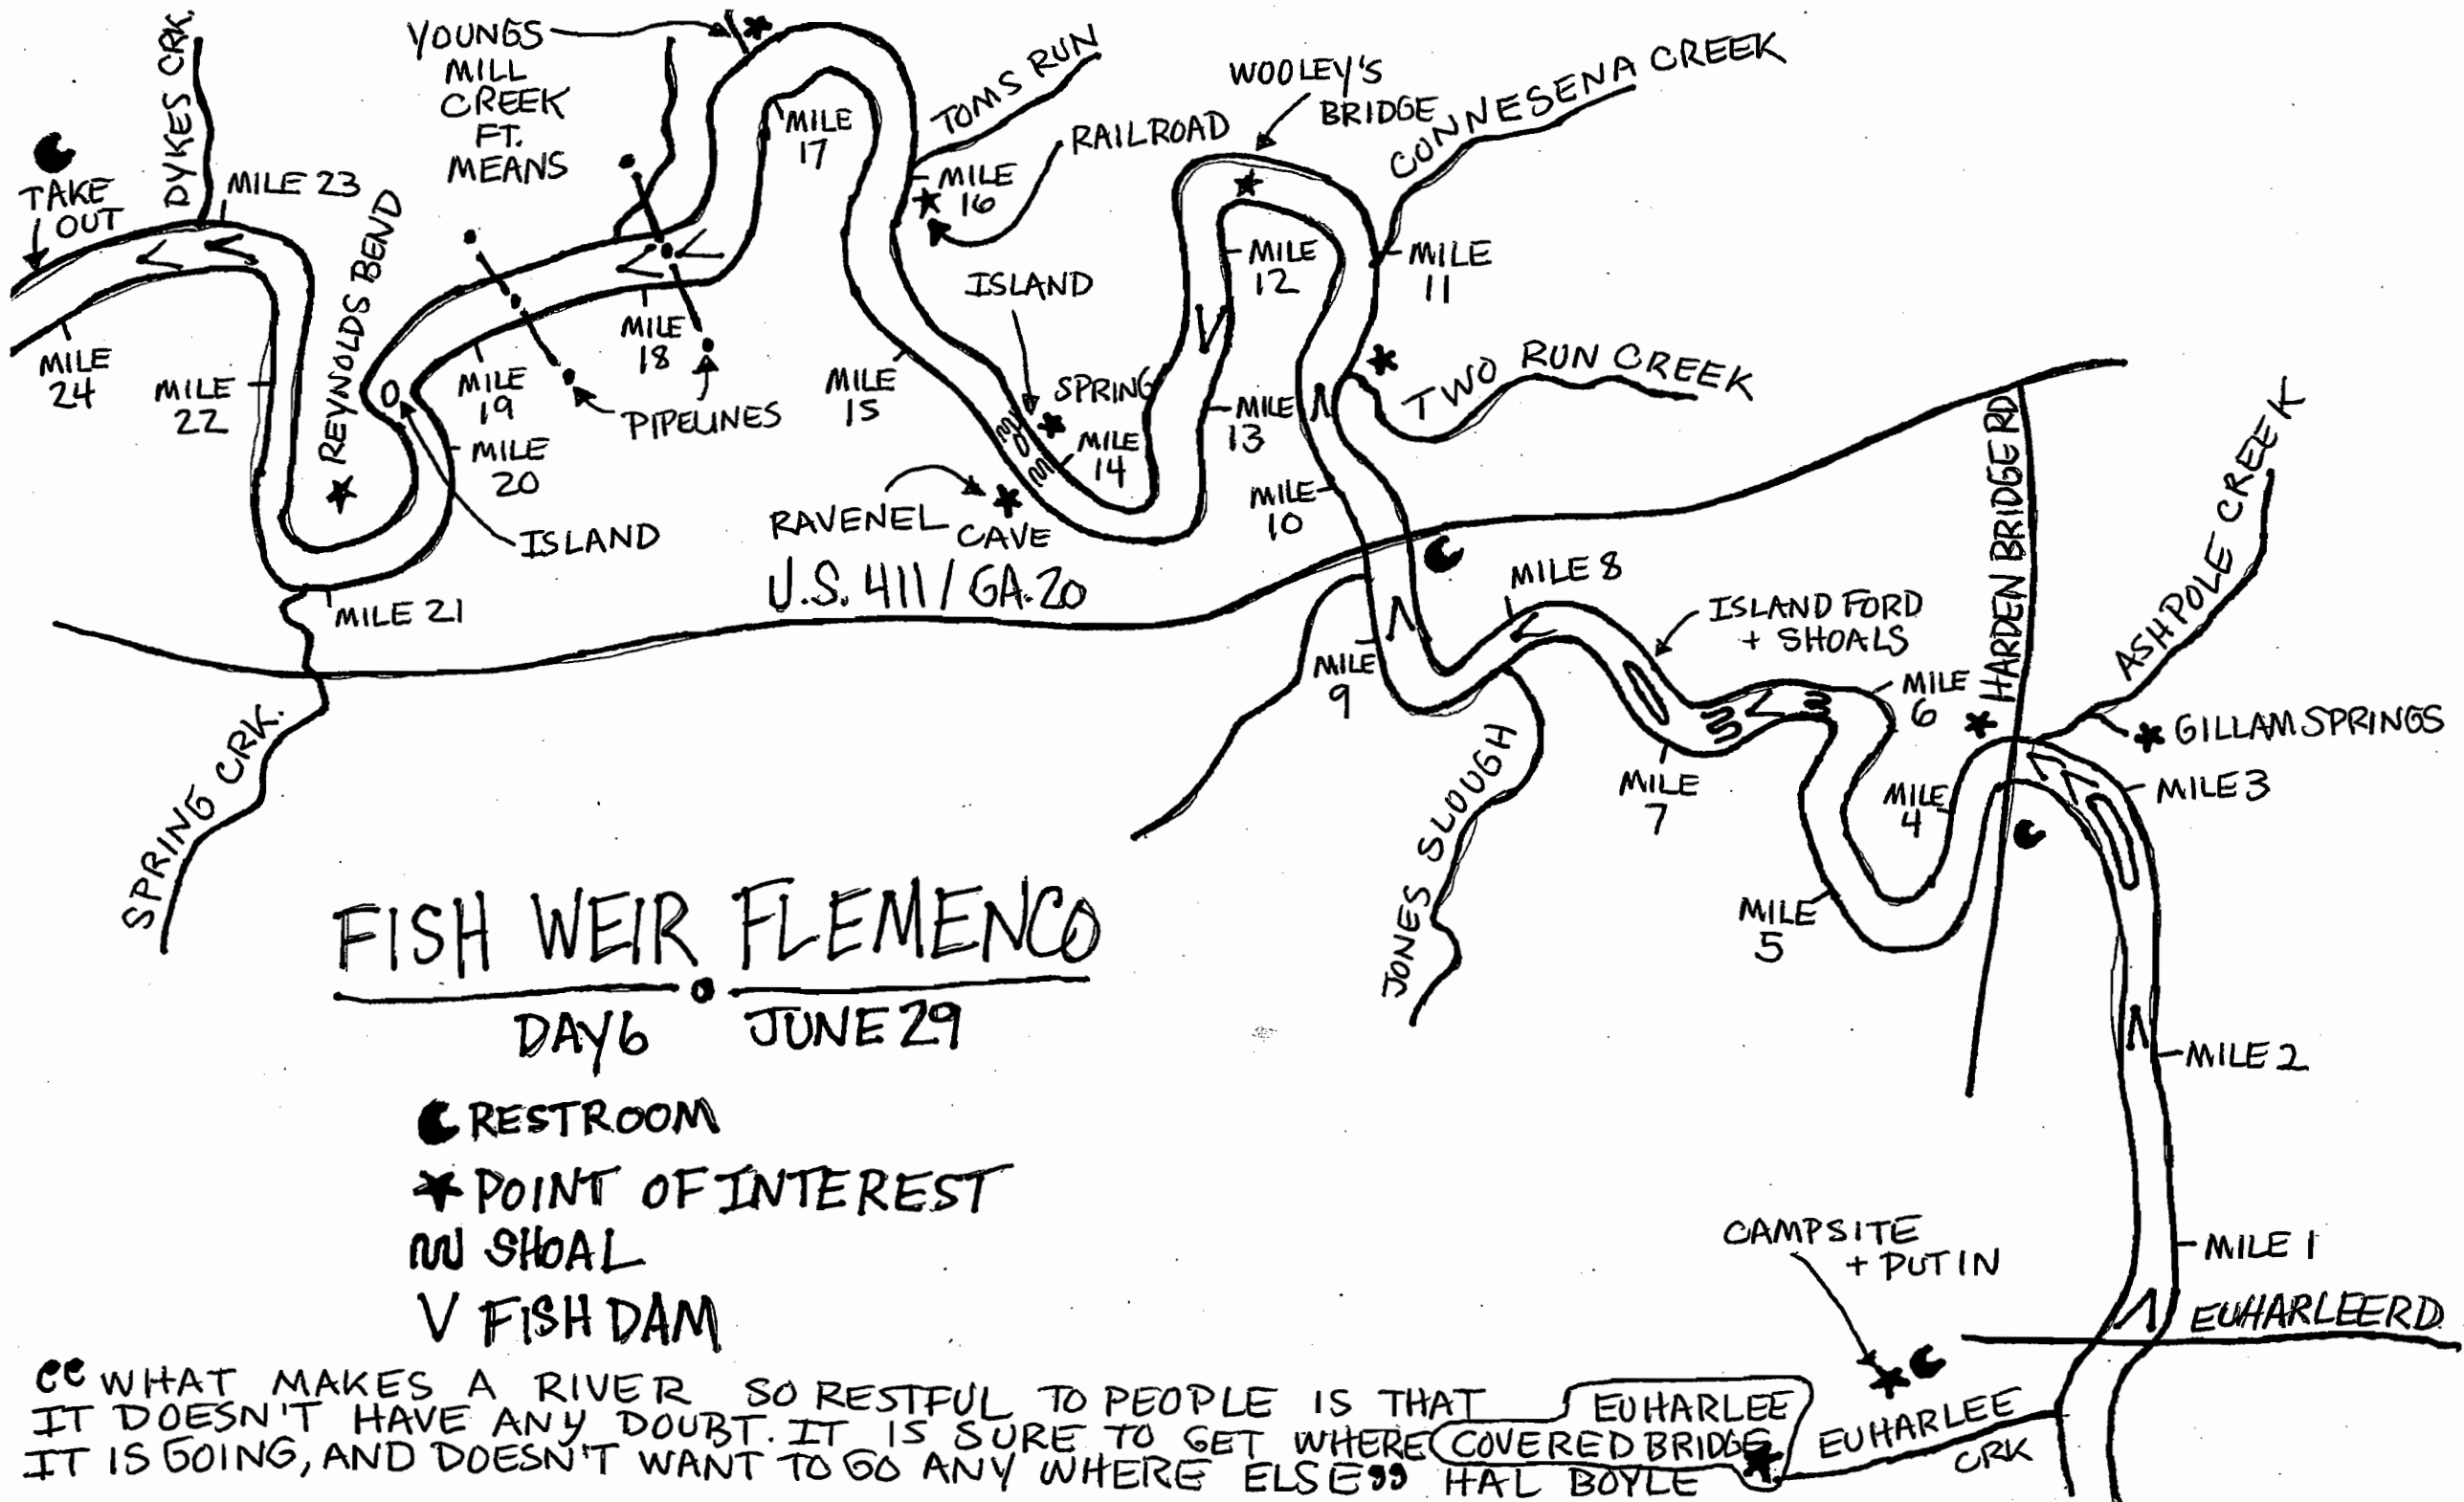 DYKES CRK.
YOUNGS
MILL
CREEK
FT.
MEANS
TOMS RUN
RAILROAD
WOOLEY'S
BRIDGE
CONNESENA CREEK
TAKE
OUT
MILE 23
REYNOLDS BEND
MILE
17
MILE
16
ISLAND
MILE
12
MILE
11
MILE
24
MILE
22
MILE
19
MILE
18
PIPELINES
MILE
20
MILE
15
SPRING
MILE
14
MILE
13
TWO RUN CREEK
MILE
10
RAVENEL
CAVE
ISLAND
MILE 21
U.S. 411 / GA. 20
MILE 8
ISLAND FORD
+ SHOALS
HARDEN BRIDGE RD
ASHPOLE CREEK
MILE
9
MILE
6
GILLAM SPRINGS
MILE
7
MILE
4
MILE 3
SPRING CRK.
JONES SLOUGH
MILE
5
FISH WEIR FLEMENCO
DAY 6 JUNE 29
MILE 2
RESTROOM
POINT OF INTEREST
SHOAL
V FISH DAM
CAMPSITE
+ PUT IN
MILE 1
EUHARLEE RD.
EUHARLEE
COVERED BRIDGE
EUHARLEE
CRK
“WHAT MAKES A RIVER SO RESTFUL TO PEOPLE IS THAT
IT DOESN'T HAVE ANY DOUBT. IT IS SURE TO GET WHERE
IT IS GOING, AND DOESN'T WANT TO GO ANY WHERE ELSE” HAL BOYLE